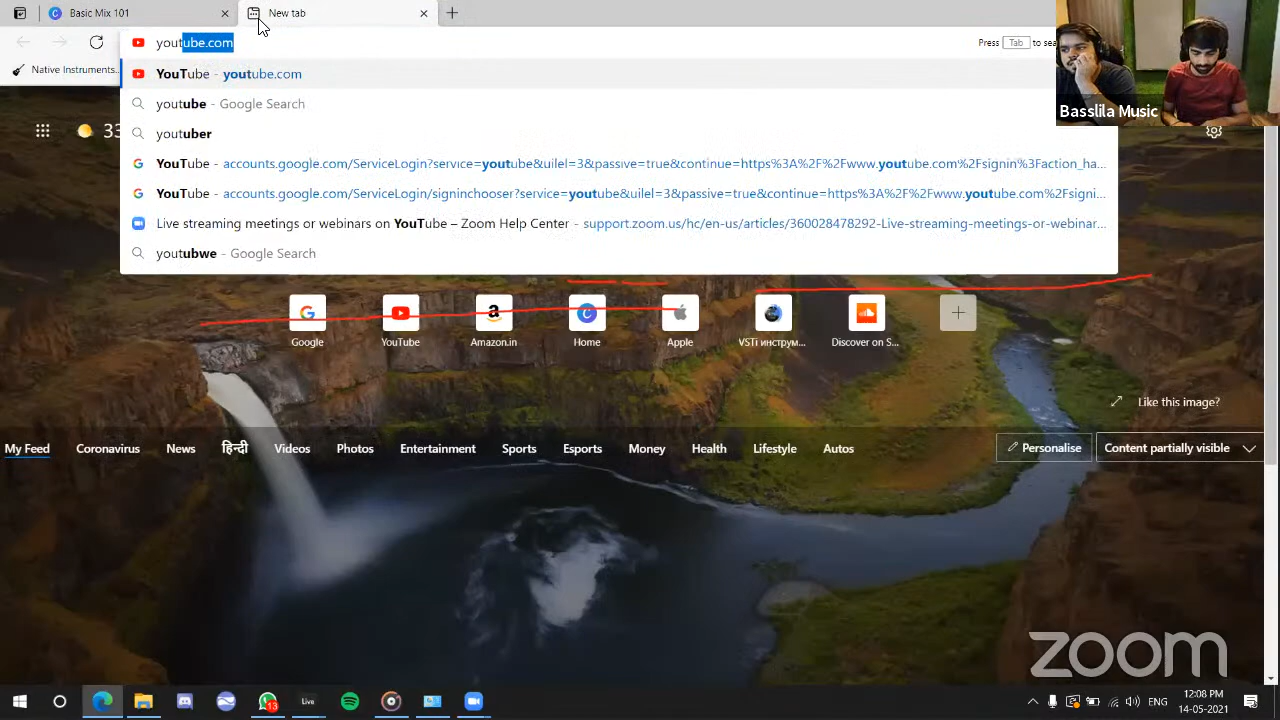 Basic Mix 101
New tab
youtube.com
Press Tab to sea
Native Instruments...
YouTube - youtube.com
youtube - Google Search
youtuber
YouTube - accounts.google.com/ServiceLogin?service=youtube&uilel=3&passive=true&continue=https%3A%2F%2Fwww.youtube.com%2Fsignin%3Faction_ha...
YouTube - accounts.google.com/ServiceLogin/signinchooser?service=youtube&uilel=3&passive=true&continue=https%3A%2F%2Fwww.youtube.com%2Fsigni...
Live streaming meetings or webinars on YouTube – Zoom Help Center - support.zoom.us/hc/en-us/articles/360028478292-Live-streaming-meetings-or-webinar...
youtubwe - Google Search
Basslila Music
33
Google
YouTube
Amazon.in
Home
Apple
VSTi инструм...
Discover on S...
Like this image?
My Feed Coronavirus News हिन्दी Videos Photos Entertainment Sports Esports Money Health Lifestyle Autos
Personalise
Content partially visible
zoom
13
Live
ENG
12:08 PM
14-05-2021